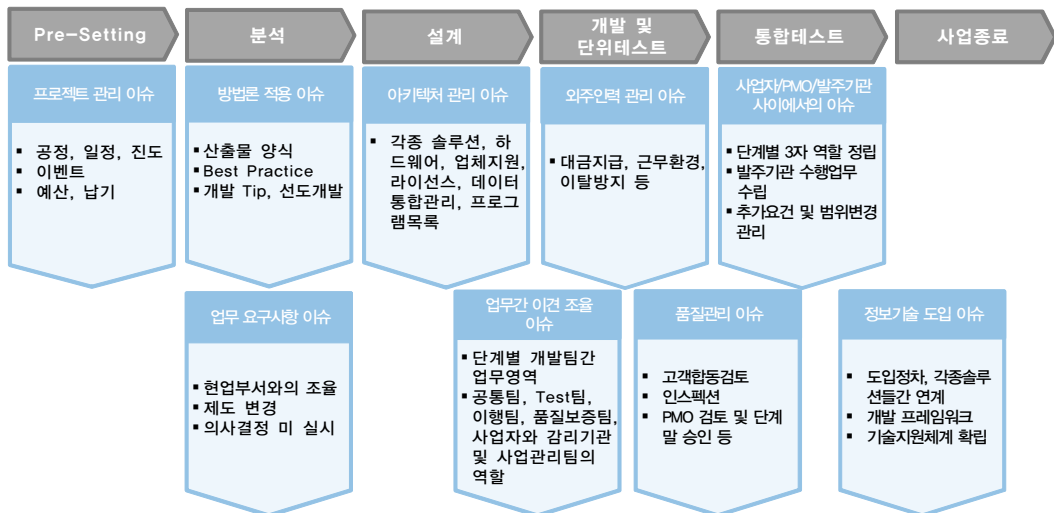 Pre-Setting
분석
설계
개발 및
단위테스트
통합테스트
사업종료
프로젝트 관리 이슈
▪ 공정, 일정, 진도
▪ 이벤트
▪ 예산, 납기
방법론 적용 이슈
▪ 산출물 양식
▪ Best Practice
▪ 개발 Tip, 선도개발
아키텍처 관리 이슈
▪ 각종 솔루션, 하
드웨어, 업체지원,
라이선스, 데이터
통합관리, 프로그
램목록
외주인력 관리 이슈
▪ 대금지급, 근무환경,
이탈방지 등
사업자/PMO/발주기관
사이에서의 이슈
▪ 단계별 3자 역할 정립
▪ 발주기관 수행업무
수립
▪ 추가요건 및 범위변경
관리
업무 요구사항 이슈
▪ 현업부서와의 조율
▪ 제도 변경
▪ 의사결정 미 실시
업무간 이견 조율
이슈
▪ 단계별 개발팀간
업무영역
▪ 공통팀, Test팀,
이행팀, 품질보증팀,
사업자와 감리기관
및 사업관리팀의
역할
품질관리 이슈
▪ 고객합동검토
▪ 인스펙션
▪ PMO 검토 및 단계
말 승인 등
정보기술 도입 이슈
▪ 도입정차, 각종솔루
션들간 연계
▪ 개발 프레임워크
▪ 기술지원체계 확립